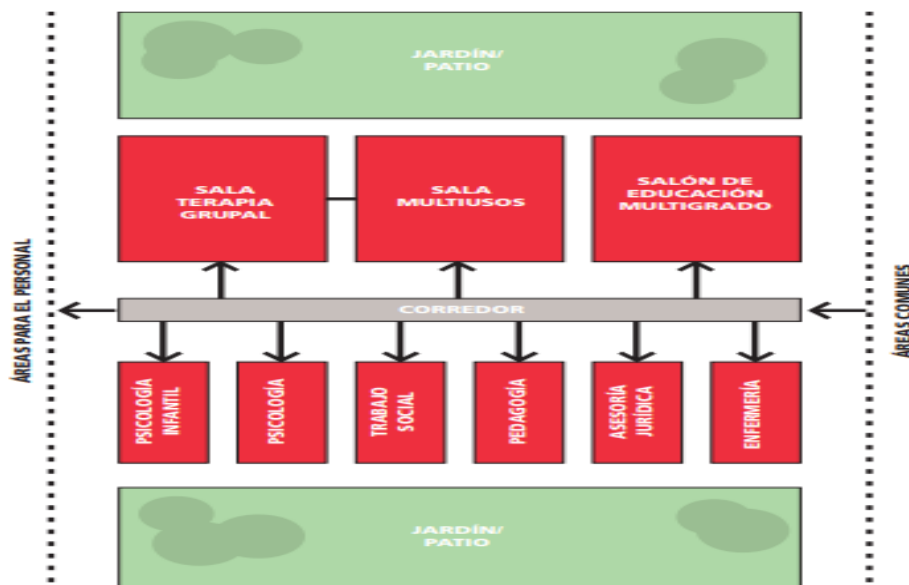 JARDÍN/
PATIO
SALA
TERAPIA
GRUPAL
SALA
MULTIUSOS
SALÓN DE
EDUCACIÓN
MULTIGRADO
ÁREAS PARA EL PERSONAL
CORREDOR
ÁREAS COMUNES
PSICOLOGÍA
INFANTIL
PSICOLOGÍA
TRABAJO
SOCIAL
PEDAGOGÍA
ASESORÍA
JURÍDICA
ENFERMERÍA
JARDÍN/
PATIO